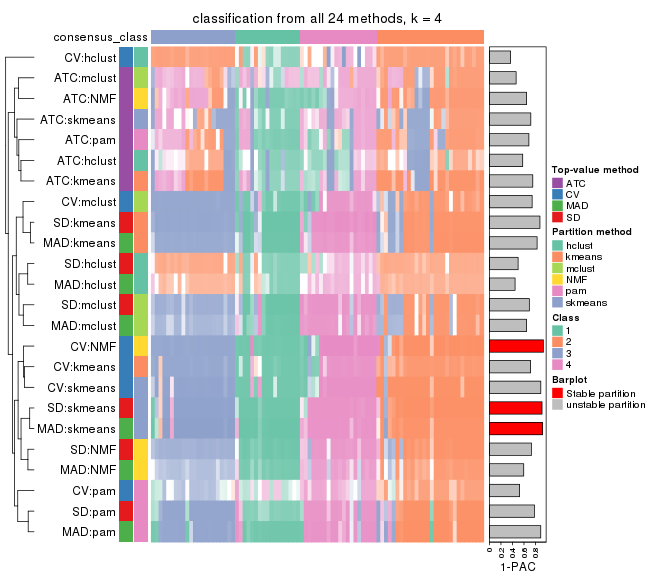 classification from all 24 methods, k = 4
consensus_class
CV:hclust
ATC:mclust
ATC:NMF
ATC:skmeans
ATC:pam
ATC:hclust
ATC:kmeans
CV:mclust
SD:kmeans
MAD:kmeans
SD:hclust
MAD:hclust
SD:mclust
MAD:mclust
CV:NMF
CV:kmeans
CV:skmeans
SD:skmeans
MAD:skmeans
SD:NMF
MAD:NMF
CV:pam
SD:pam
MAD:pam
0
0.2
0.4
0.6
0.8
1-PAC
Top-value method
ATC
CV
MAD
SD
Partition method
hclust
kmeans
mclust
NMF
pam
skmeans
Class
1
2
3
4
Barplot
Stable partition
unstable partition